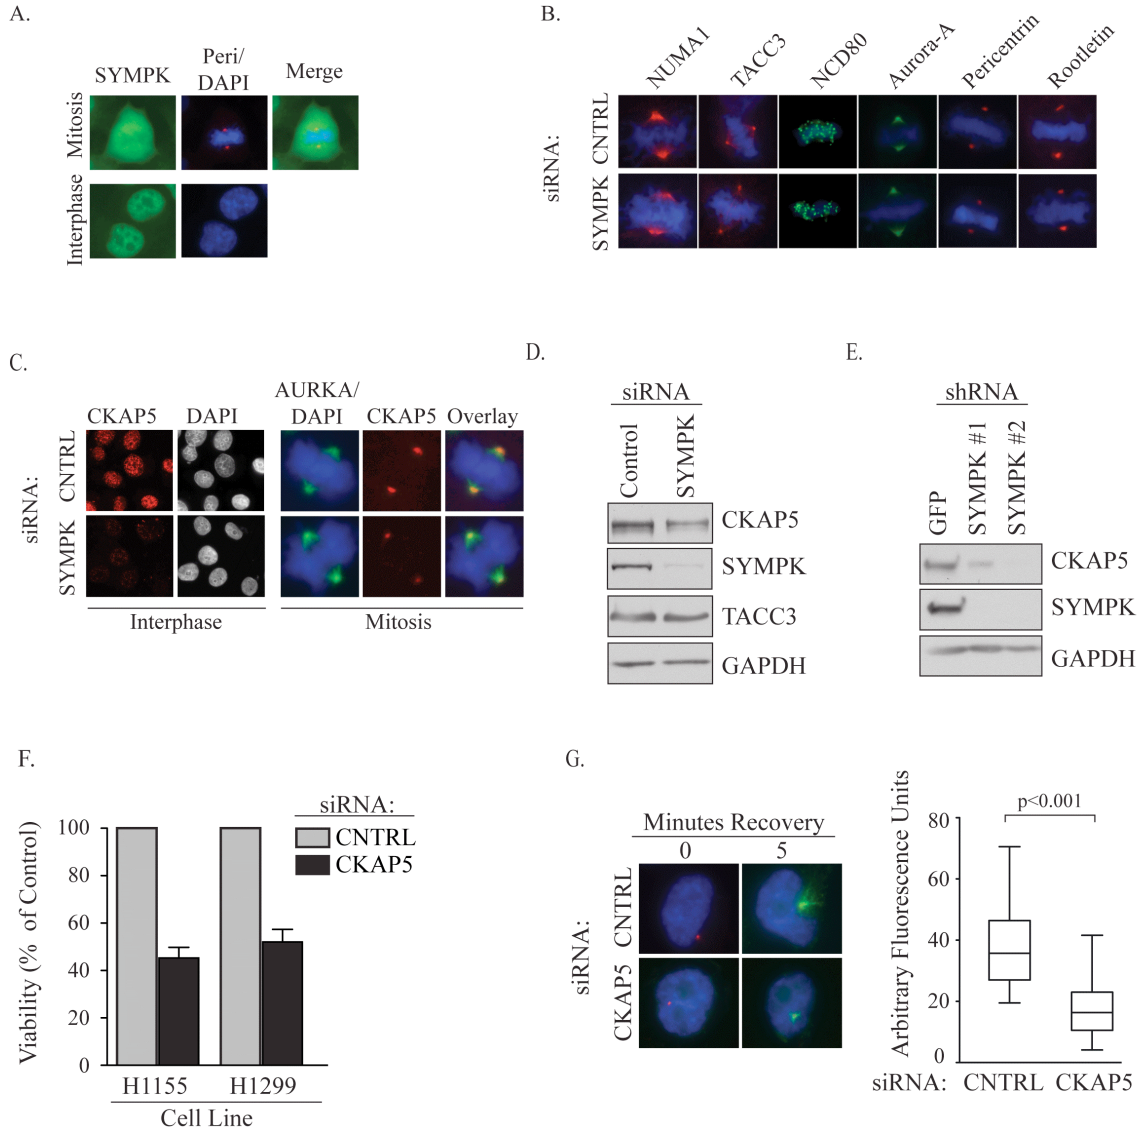 A.
SYMPK
Peri/
DAPI
Merge
Mitosis
Interphase
B.
NUMA1
TACC3
NCD80
Aurora-A
Pericentrin
Rootletin
siRNA:
CNTRL
SYMPK
C.
CKAP5 DAPI
AURKA/
DAPI
CKAP5 Overlay
siRNA:
CNTRL
SYMPK
Interphase
Mitosis
D.
siRNA
Control
SYMPK
CKAP5
SYMPK
TACC3
GAPDH
E.
shRNA
GFP
SYMPK #1
SYMPK #2
CKAP5
SYMPK
GAPDH
F.
Viability (% of Control)
100
80
60
40
20
0
siRNA:
CNTRL
CKAP5
H1155 H1299
Cell Line
G.
Minutes Recovery
0 5
siRNA:
CNTRL
CKAP5
Arbitrary Fluorescence Units
80
60
40
20
0
p<0.001
siRNA: CNTRL CKAP5